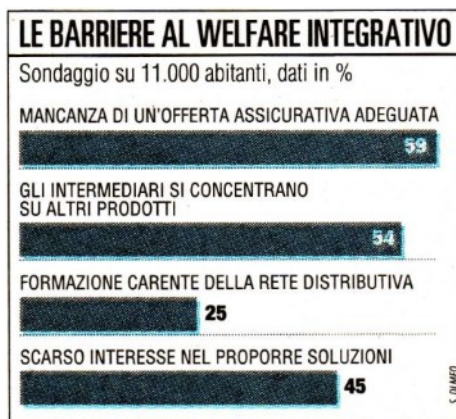 LE BARRIERE AL WELFARE INTEGRATIVO
Sondaggio su 11.000 abitanti, dati in %
MANCANZA DI UN'OFFERTA ASSICURATIVA ADEGUATA
59
GLI INTERMEDIARI SI CONCENTRANO
SU ALTRI PRODOTTI
54
FORMAZIONE CARENTE DELLA RETE DISTRIBUTIVA
25
SCARSO INTERESSE NEL PROPORRE SOLUZIONI
45